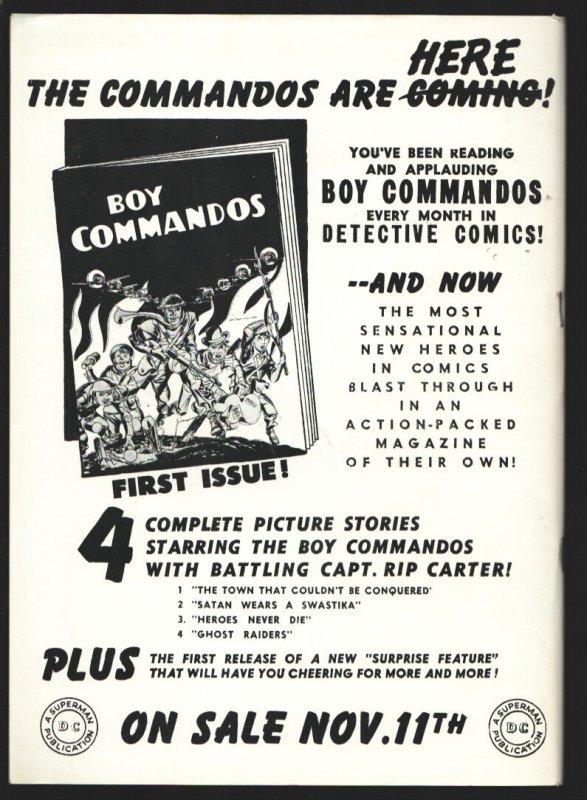 HERE
THE COMMANDOS ARE COMING!
BOY
COMMANDOS
FIRST ISSUE!
YOU'VE BEEN READING
AND APPLAUDING
BOY COMMANDOS
EVERY MONTH IN
DETECTIVE COMICS!
--AND NOW
THE MOST
SENSATIONAL
NEW HEROES
IN COMICS
BLAST THROUGH
IN AN
ACTION-PACKED
MAGAZINE
OF THEIR OWN!
4 COMPLETE PICTURE STORIES
STARRING THE BOY COMMANDOS
WITH BATTLING CAPT. RIP CARTER!
1 "THE TOWN THAT COULDN'T BE CONQUERED'
2 "SATAN WEARS A SWASTIKA"
3. "HEROES NEVER DIE"
4 "GHOST RAIDERS"
PLUS THE FIRST RELEASE OF A NEW "SURPRISE FEATURE"
THAT WILL HAVE YOU CHEERING FOR MORE AND MORE!
A SUPERMAN
DC
PUBLICATION
ON SALE NOV. 11TH
A SUPERMAN
DC
PUBLICATION